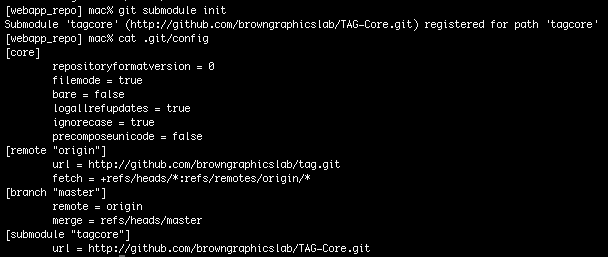 [webapp_repo] mac% git submodule init
Submodule 'tagcore' (http://github.com/browngraphicslab/TAG-Core.git) registered for path 'tagcore'
[webapp_repo] mac% cat .git/config
[core]
        repositoryformatversion = 0
        filemode = true
        bare = false
        logallrefupdates = true
        ignorecase = true
        precomposeunicode = false
[remote "origin"]
        url = http://github.com/browngraphicslab/tag.git
        fetch = +refs/heads/*:refs/remotes/origin/*
[branch "master"]
        remote = origin
        merge = refs/heads/master
[submodule "tagcore"]
        url = http://github.com/browngraphicslab/TAG-Core.git